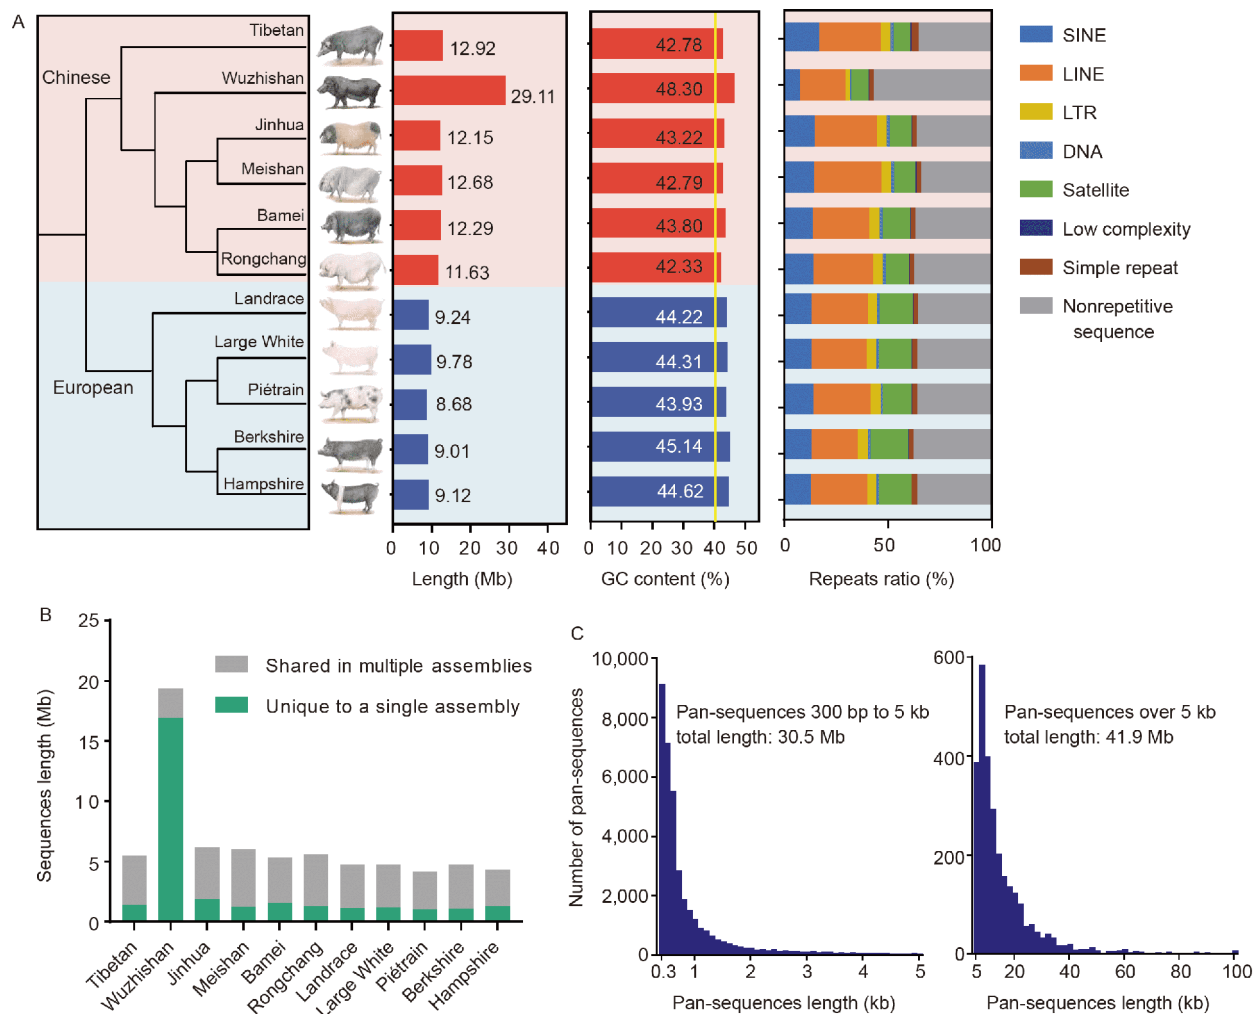 A
Chinese
European
Tibetan
Wuzhishan
Jinhua
Meishan
Bamei
Rongchang
Landrace
Large White
Piétrain
Berkshire
Hampshire
12.92
29.11
12.15
12.68
12.29
11.63
9.24
9.78
8.68
9.01
9.12
0 10 20 30 40
Length (Mb)
42.78
48.30
43.22
42.79
43.80
42.33
44.22
44.31
43.93
45.14
44.62
0 10 20 30 40 50
GC content (%)
0 50 100
Repeats ratio (%)
SINE
LINE
LTR
DNA
Satellite
Low complexity
Simple repeat
Nonrepetitive
sequence
B
Sequences length (Mb)
25
20
15
10
5
0
Shared in multiple assemblies
Unique to a single assembly
Tibetan
Wuzhishan
Jinhua
Meishan
Bamei
Rongchang
Landrace
Large White
Piétrain
Berkshire
Hampshire
C
Number of pan-sequences
10,000
8,000
6,000
4,000
2,000
0
Pan-sequences 300 bp to 5 kb
total length: 30.5 Mb
0.3 1 2 3 4 5
Pan-sequences length (kb)
600
400
200
0
Pan-sequences over 5 kb
total length: 41.9 Mb
5 20 40 60 80 100
Pan-sequences length (kb)